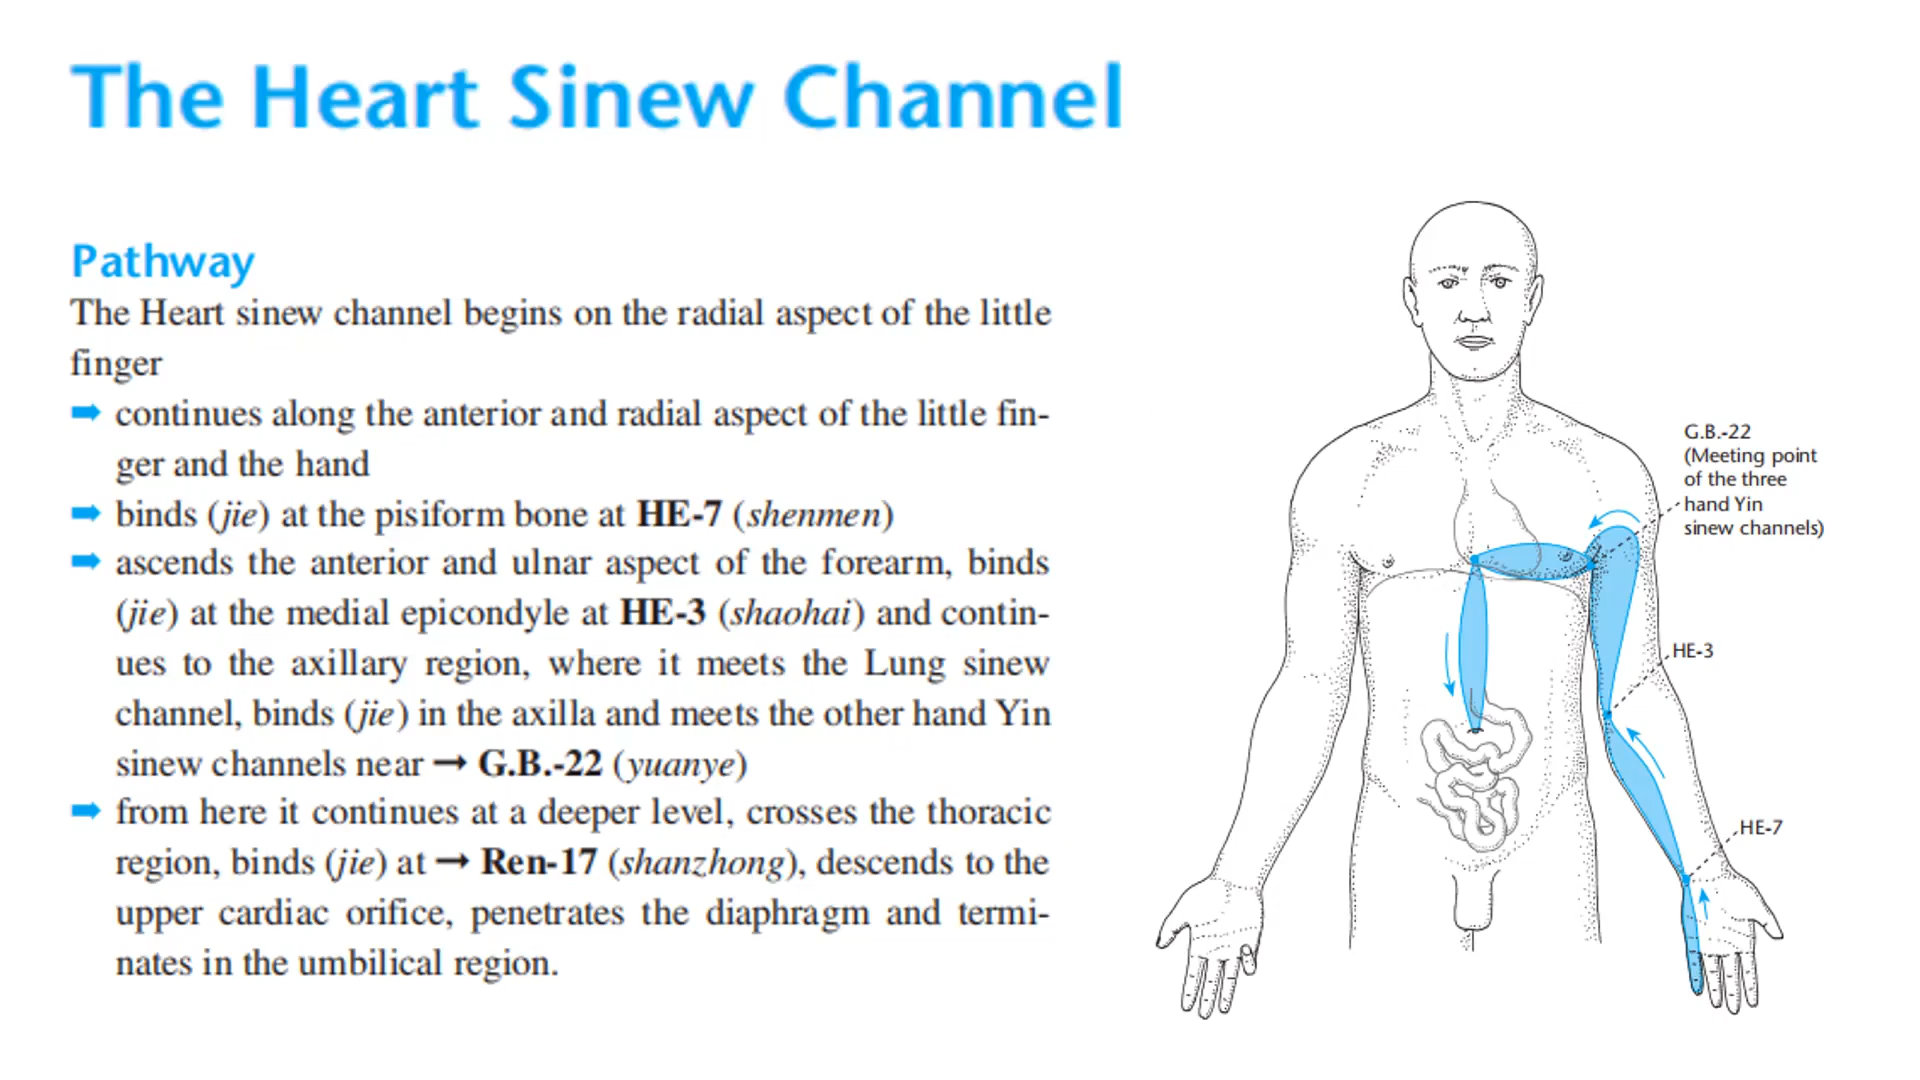 The Heart Sinew Channel
Pathway
The Heart sinew channel begins on the radial aspect of the little
finger
➡ continues along the anterior and radial aspect of the little fin-
ger and the hand
➡ binds (jie) at the pisiform bone at HE-7 (shenmen)
➡ ascends the anterior and ulnar aspect of the forearm, binds
(jie) at the medial epicondyle at HE-3 (shaohai) and contin-
ues to the axillary region, where it meets the Lung sinew
channel, binds (jie) in the axilla and meets the other hand Yin
sinew channels near → G.B.-22 (yuanye)
➡ from here it continues at a deeper level, crosses the thoracic
region, binds (jie) at → Ren-17 (shanzhong), descends to the
upper cardiac orifice, penetrates the diaphragm and termi-
nates in the umbilical region.
G.B.-22
(Meeting point
of the three
hand Yin
sinew channels)
HE-3
HE-7